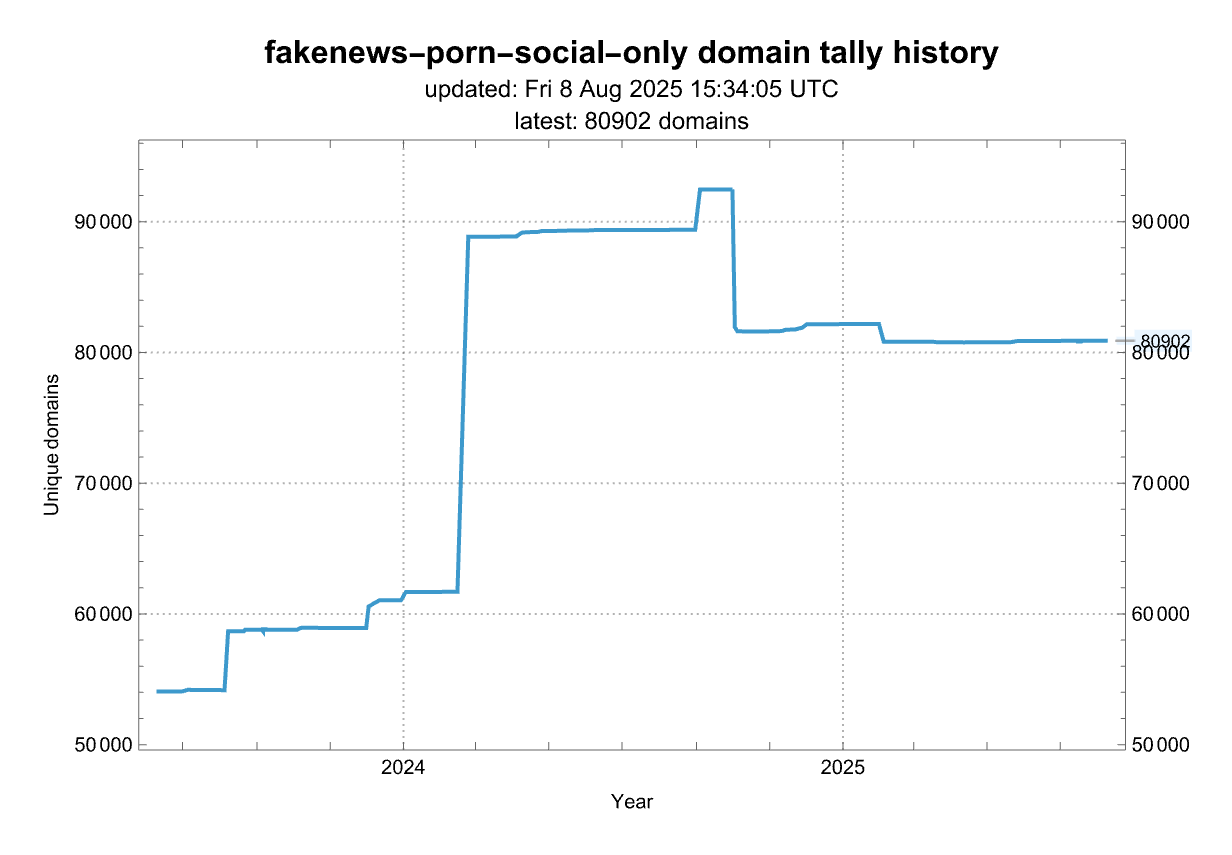 fakenews–porn–social–only domain tally history
updated: Fri 8 Aug 2025 15:34:05 UTC
latest: 80902 domains
90 000
90 000
80902
80 000
80 000
Unique domains
70 000
70 000
60 000
60 000
50 000
50 000
2024
2025
Year